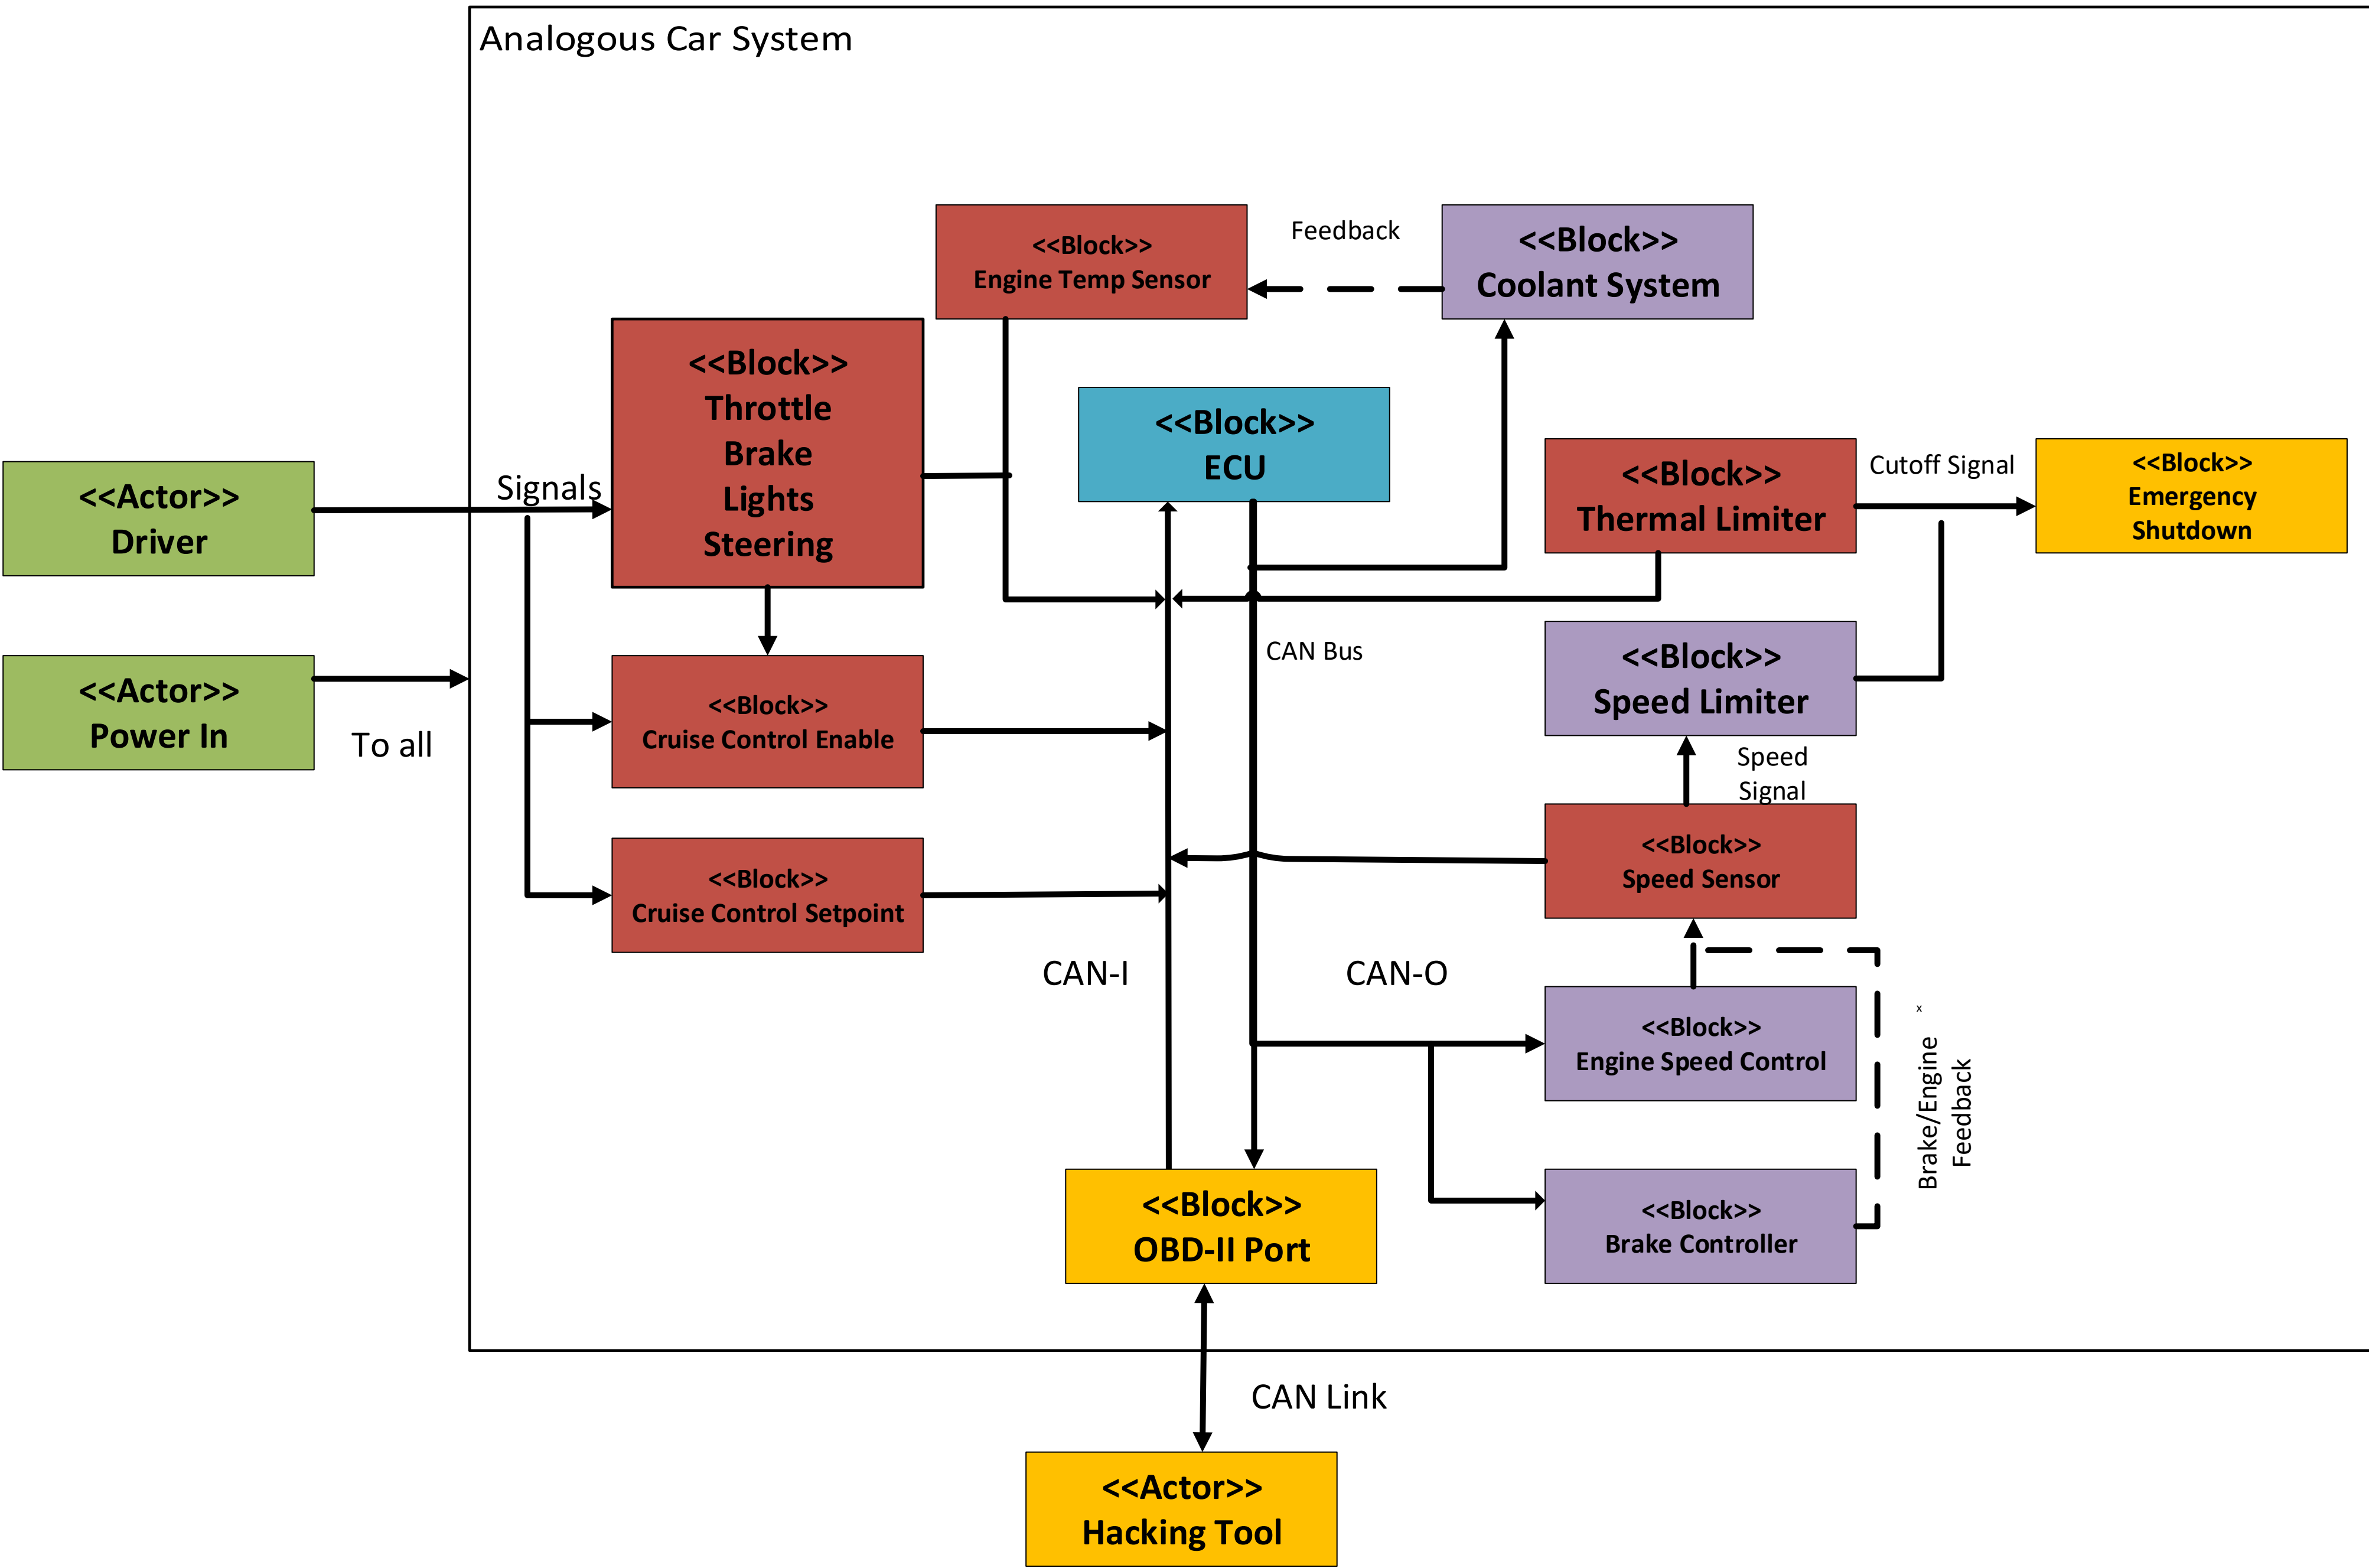 Analogous Car System
<<Block>>
Engine Temp Sensor
Feedback
<<Block>>
Coolant System
<<Block>>
Throttle
Brake
Lights
Steering
<<Block>>
ECU
<<Block>>
Thermal Limiter
Cutoff Signal
<<Block>>
Emergency
Shutdown
<<Actor>>
Driver
Signals
<<Actor>>
Power In
To all
<<Block>>
Cruise Control Enable
CAN Bus
<<Block>>
Speed Limiter
Speed
Signal
<<Block>>
Cruise Control Setpoint
<<Block>>
Speed Sensor
CAN-I
CAN-O
<<Block>>
Engine Speed Control
x
Brake/Engine
Feedback
<<Block>>
OBD-II Port
<<Block>>
Brake Controller
CAN Link
<<Actor>>
Hacking Tool